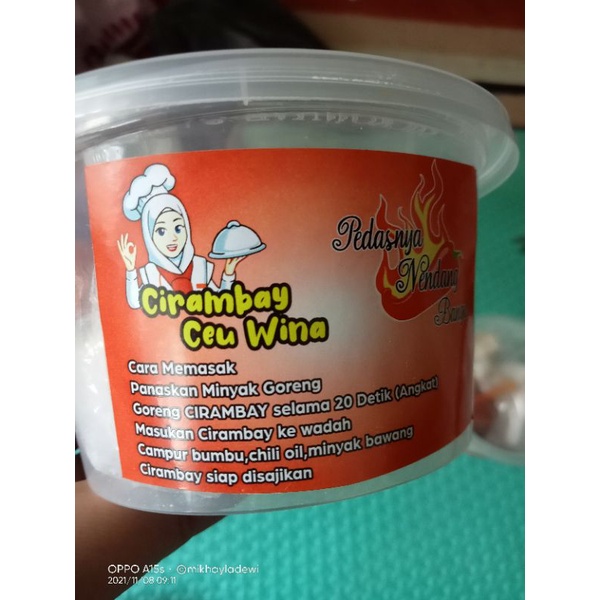 Cirambay
Ceu Wina
Pedasnya
Nendang
Cara Memasak
Panaskan Minyak Goreng
Goreng CIRAMBAY selama 20 Detik (Angkat)
Masukan Cirambay ke wadah
Campur bumbu,chili oil,minyak bawang
Cirambay siap disajikan
OPPO A15s · @mikhayladewi
2021/11/08 09:11